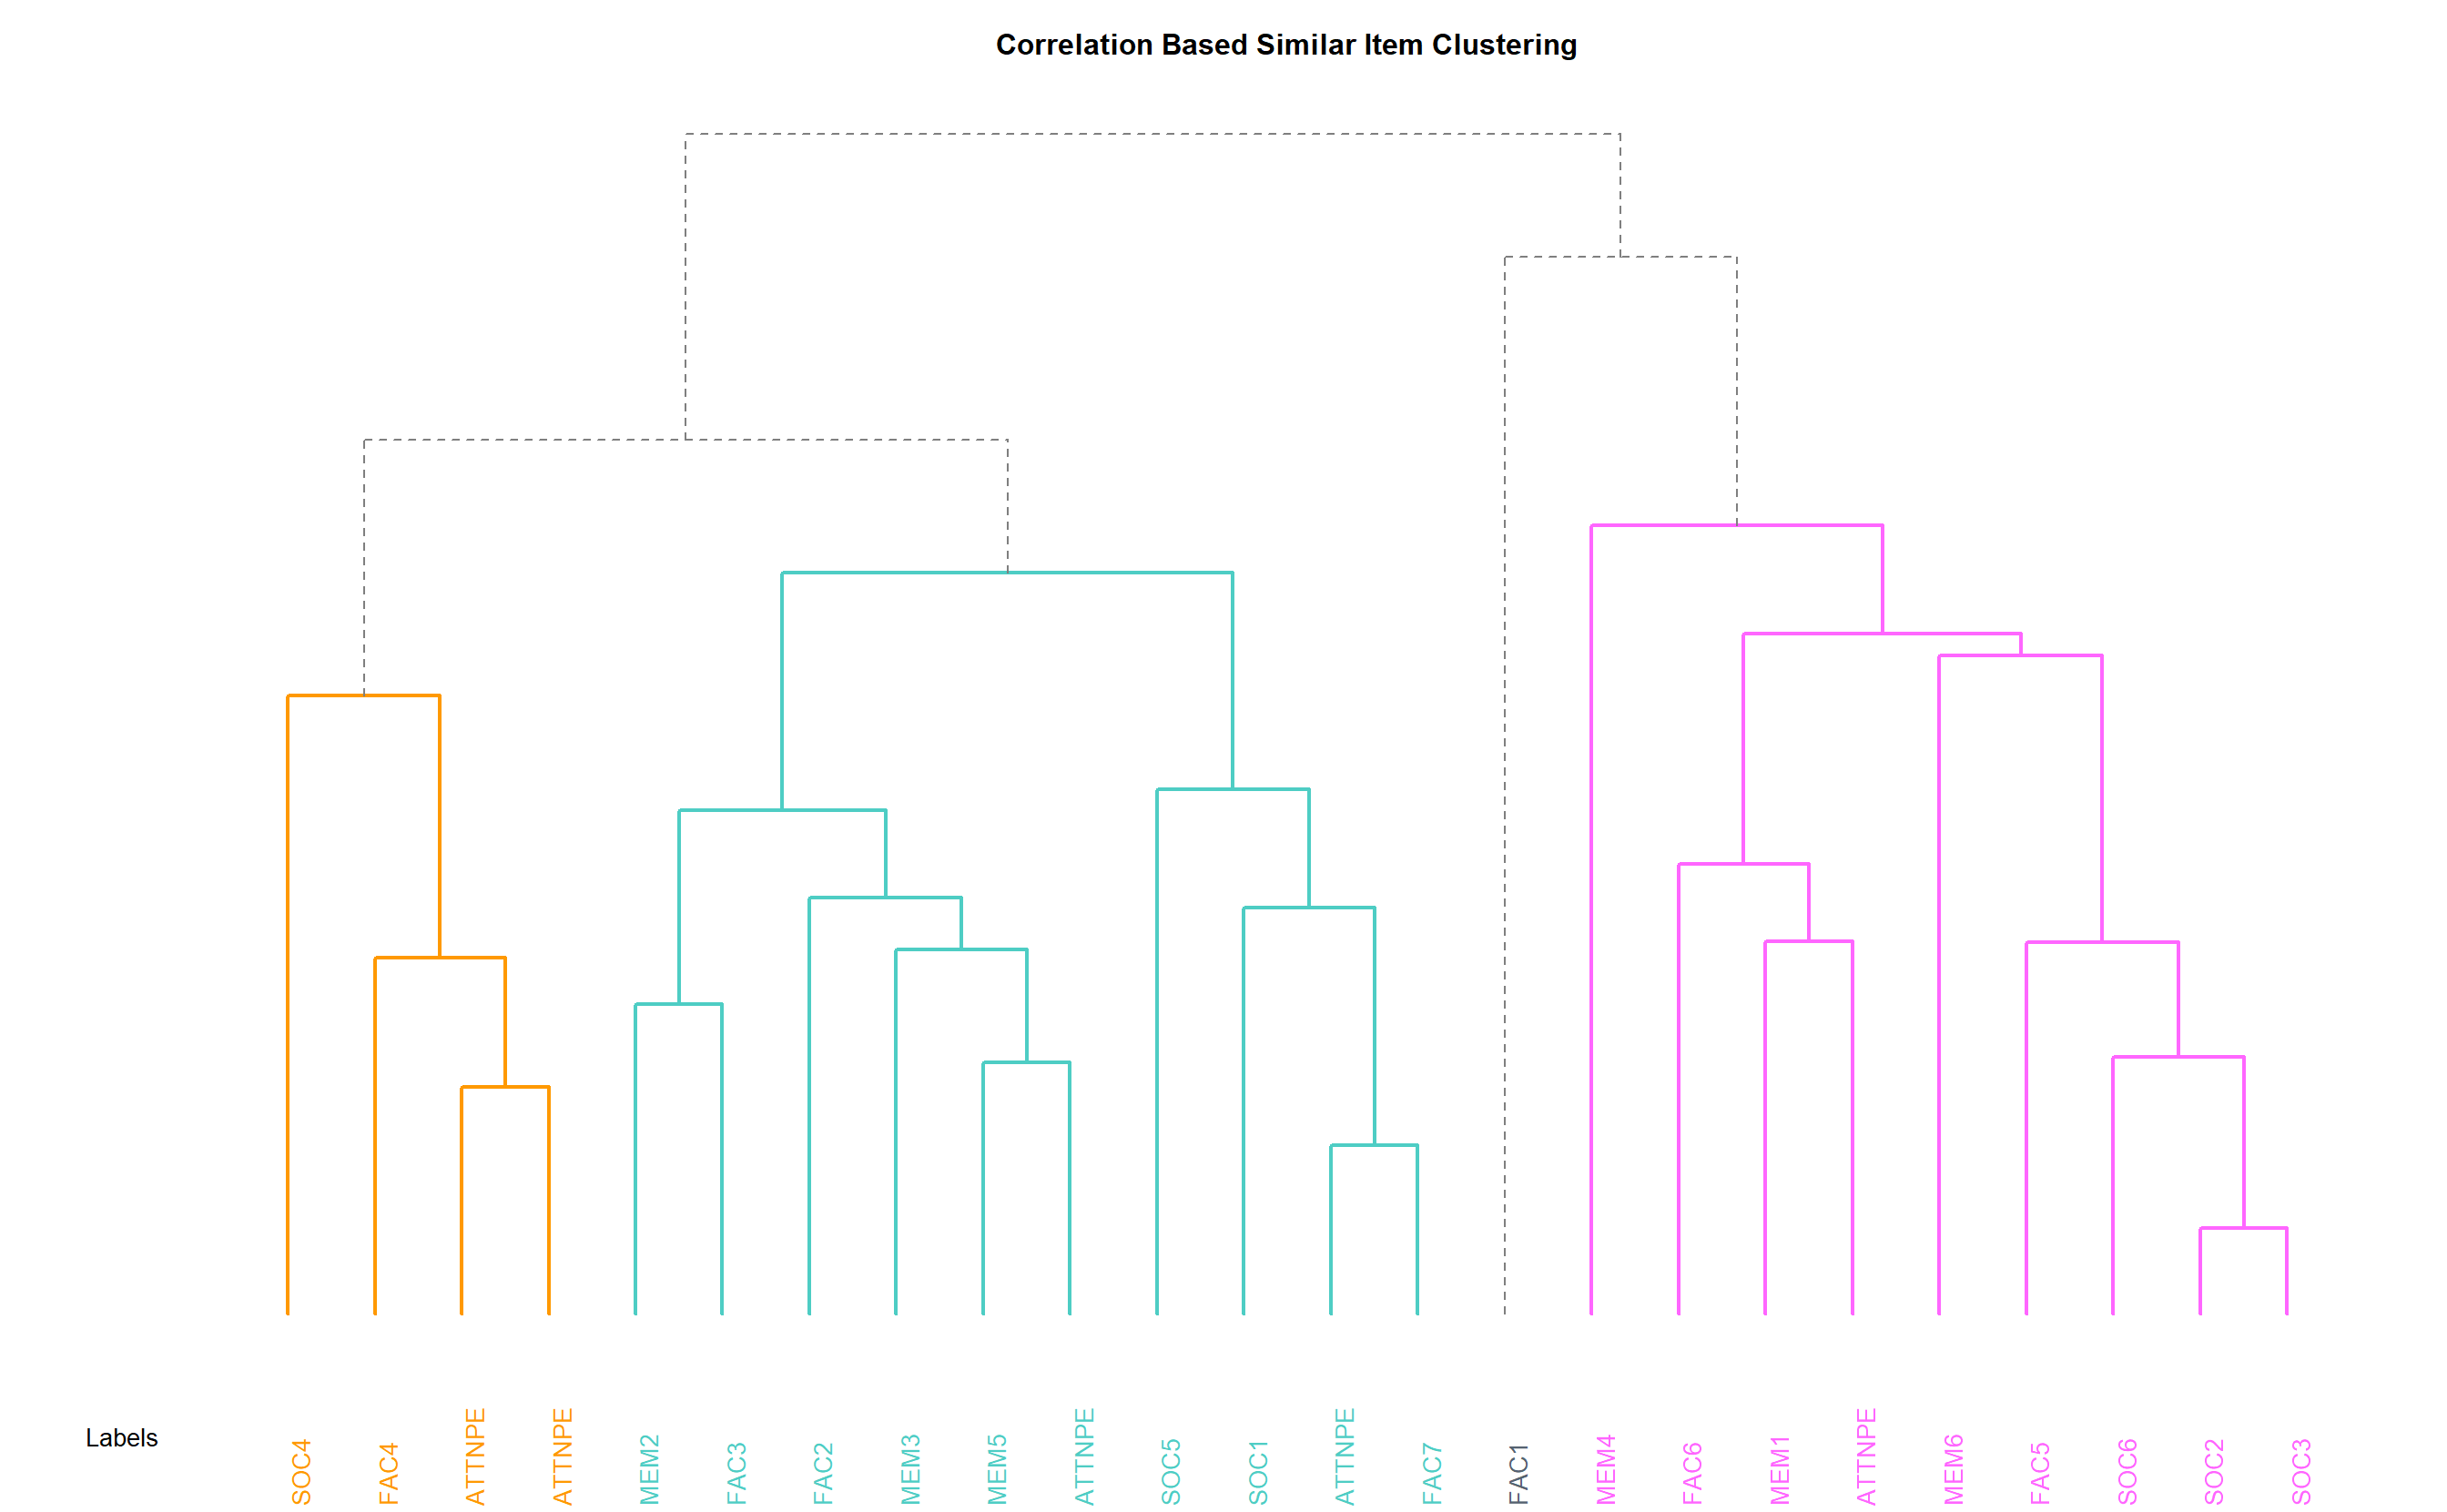 Correlation Based Similar Item Clustering
Labels
SOC4
FAC4
ATTNPE
ATTNPE
MEM2
FAC3
FAC2
MEM3
MEM5
ATTNPE
SOC5
SOC1
ATTNPE
FAC7
FAC1
MEM4
FAC6
MEM1
ATTNPE
MEM6
FAC5
SOC6
SOC2
SOC3